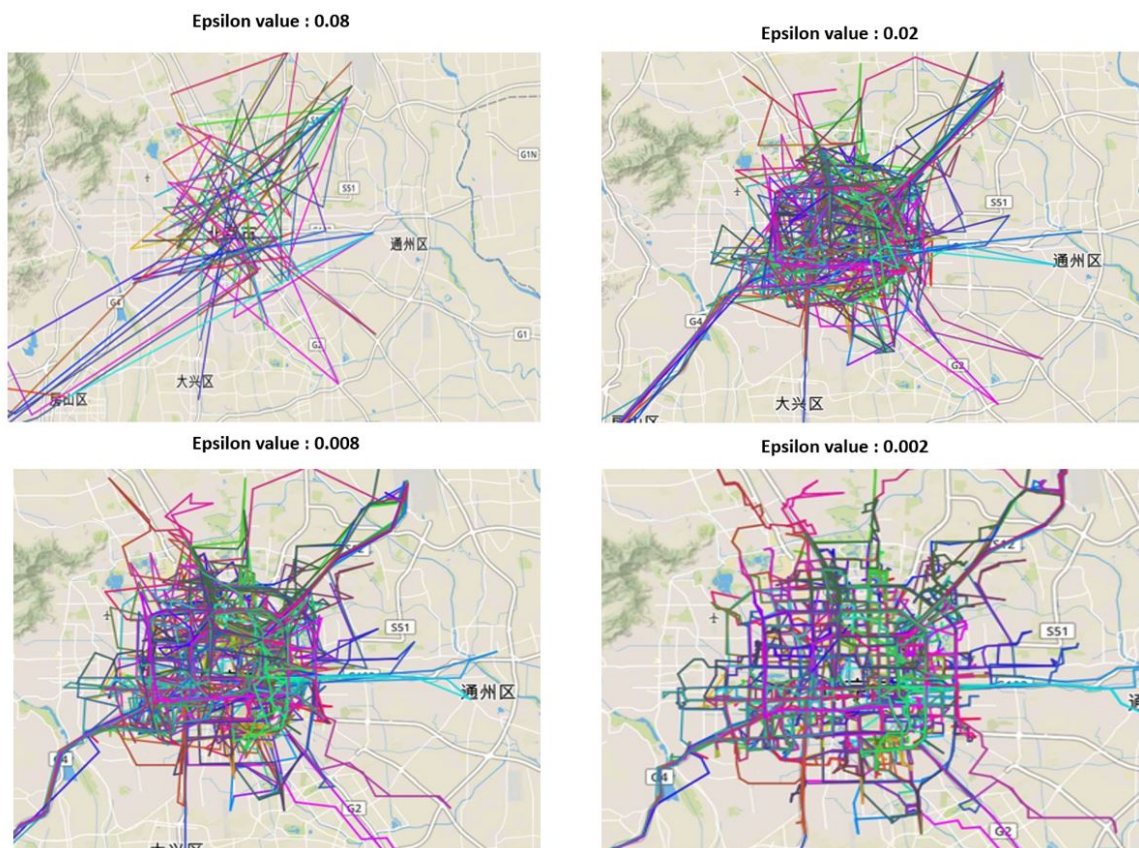 Epsilon value : 0.08
Epsilon value : 0.02
G1N
S51
通州区
G4
G1
G2
大兴区
房山区
S51
通州区
G4
G2
大兴区
Epsilon value : 0.008
Epsilon value : 0.002
S12
S51
通州区
G4
G2
S12
S51
通
G4
G2